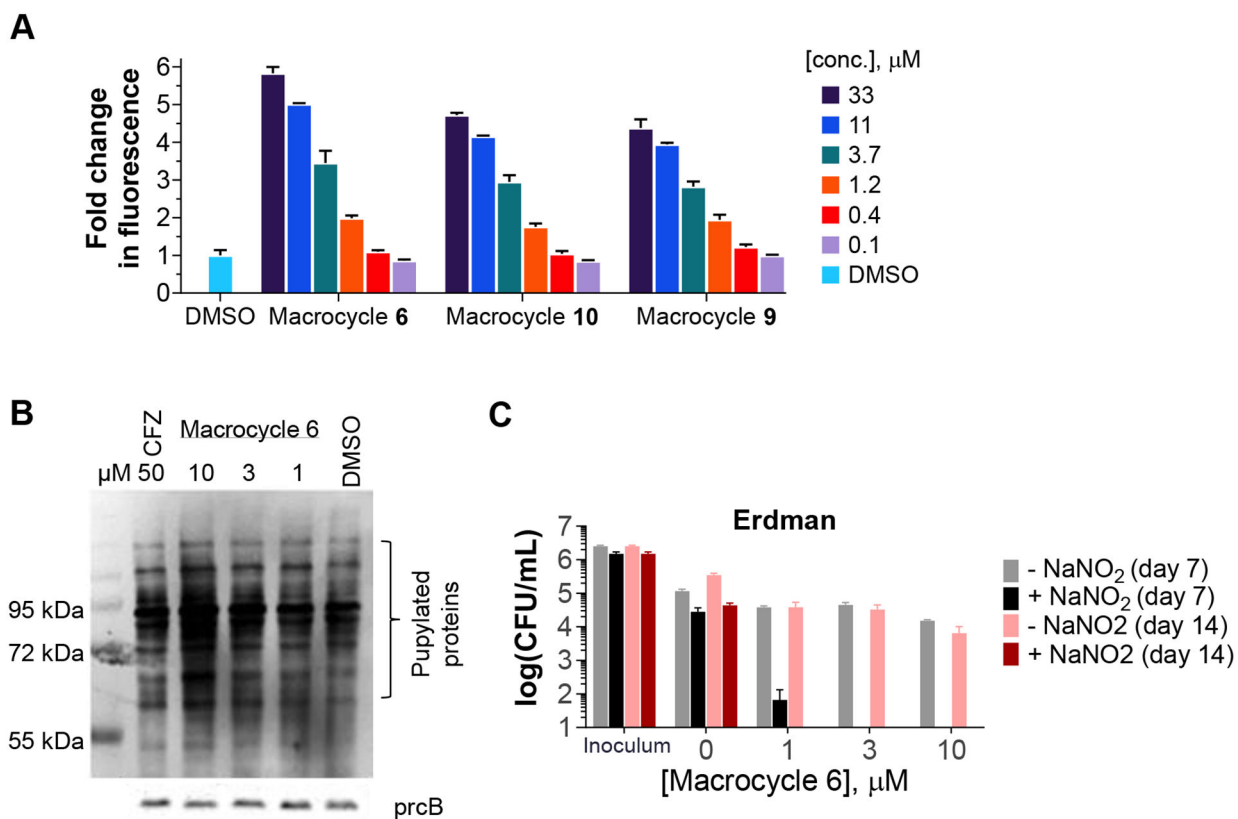 A
Fold change
in fluorescence
6
5
4
3
2
1
0
DMSO
Macrocycle 6
Macrocycle 10
Macrocycle 9
[conc.], μM
33
11
3.7
1.2
0.4
0.1
DMSO
B
CFZ
Macrocycle 6
DMSO
μM 50 10 3 1
95 kDa
72 kDa
55 kDa
Pupylated
proteins
prcB
C
Erdman
log(CFU/mL)
7
6
5
4
3
2
1
Inoculum 0 1 3 10
[Macrocycle 6], μM
- NaNO₂ (day 7)
+ NaNO₂ (day 7)
- NaNO2 (day 14)
+ NaNO2 (day 14)